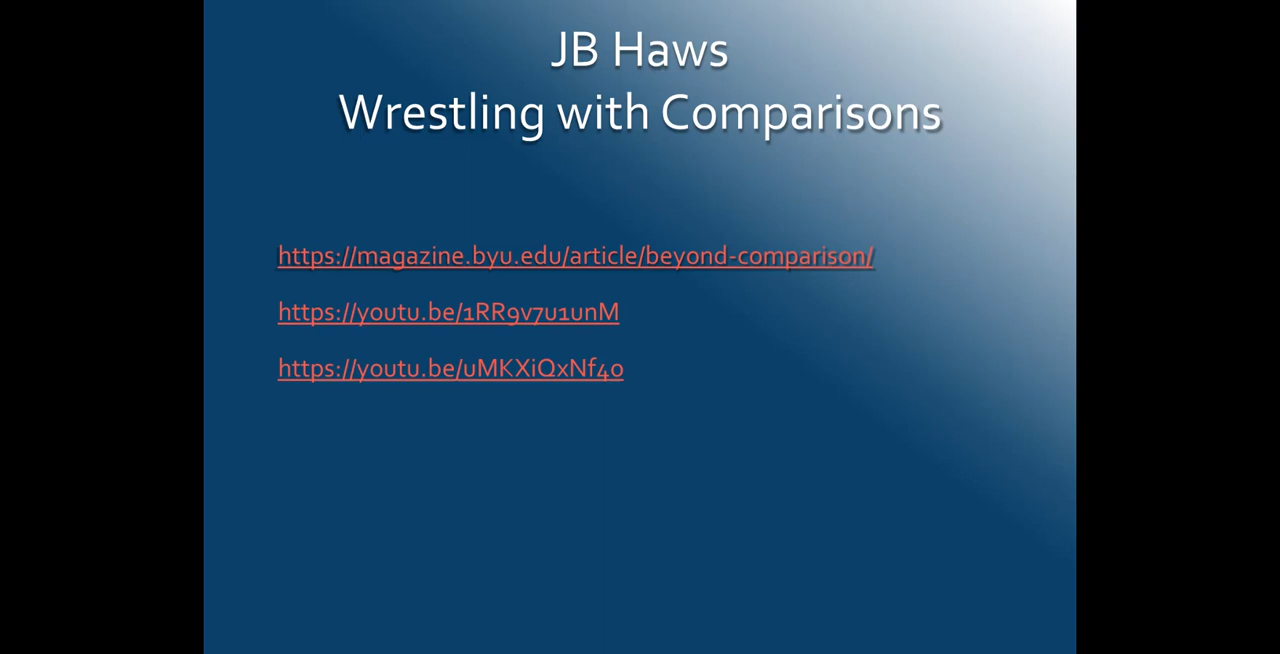 JB Haws
Wrestling with Comparisons
https://magazine.byu.edu/article/beyond-comparison/
https://youtu.be/1RR9v7u1unM
https://youtu.be/uMKXiQxNf40